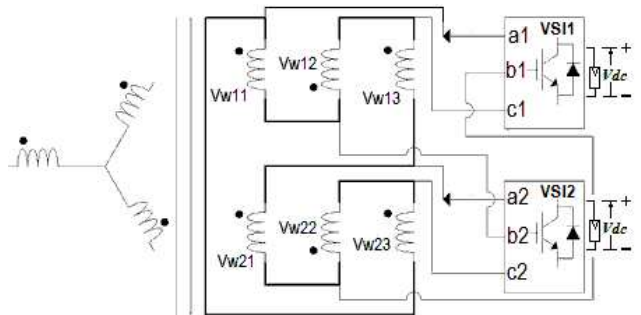 a1
VSI1
Vw12
b1
Vdc
+
−
Vw11
Vw13
c1
a2
VSI2
Vw22
b2
Vdc
+
−
Vw21
Vw23
c2